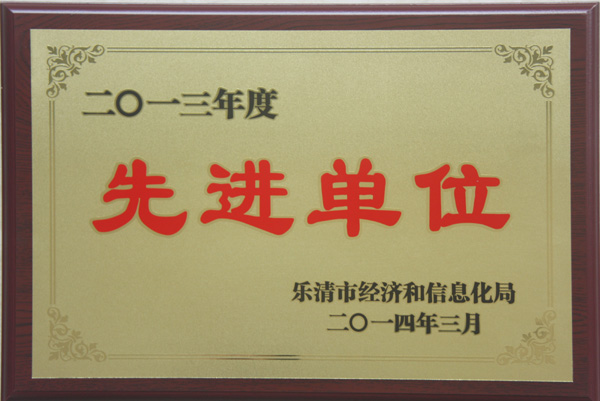 二〇一三年度
先进单位
乐清市经济和信息化局
二〇一四年三月